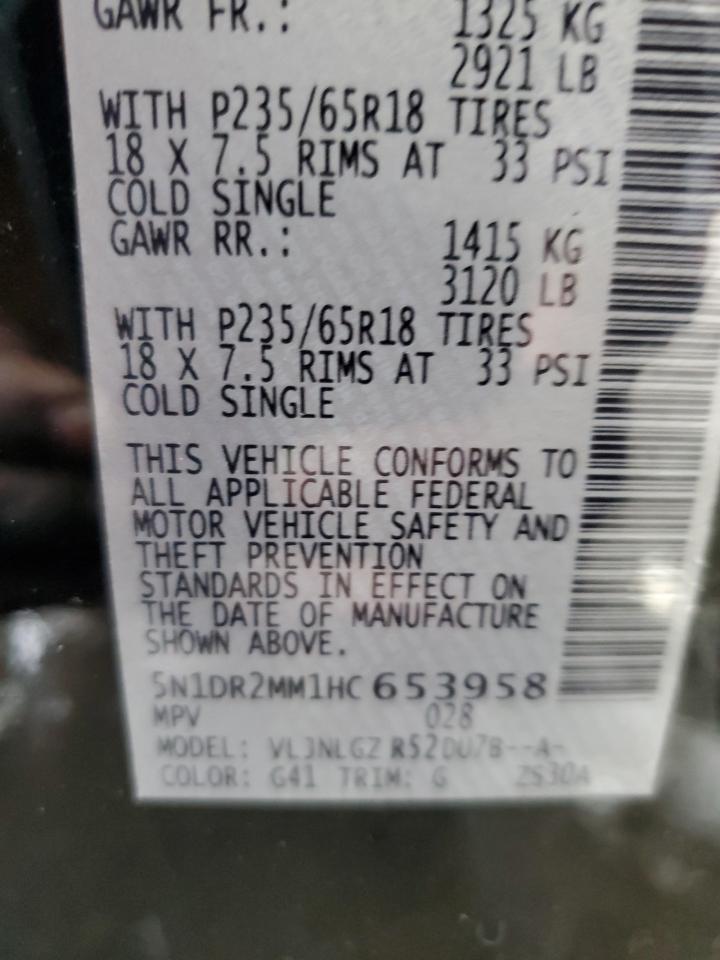 GAWR FR.: 1325 KG
2921 LB
WITH P235/65R18 TIRES
18 X 7.5 RIMS AT 33 PSI
COLD SINGLE
GAWR RR.: 1415 KG
3120 LB
WITH P235/65R18 TIRES
18 X 7.5 RIMS AT 33 PSI
COLD SINGLE
THIS VEHICLE CONFORMS TO
ALL APPLICABLE FEDERAL
MOTOR VEHICLE SAFETY AND
THEFT PREVENTION
STANDARDS IN EFFECT ON
THE DATE OF MANUFACTURE
SHOWN ABOVE.
5N1DR2MM1HC653958
MPV 028
MODEL:
COLOR: G41 TRIM: G